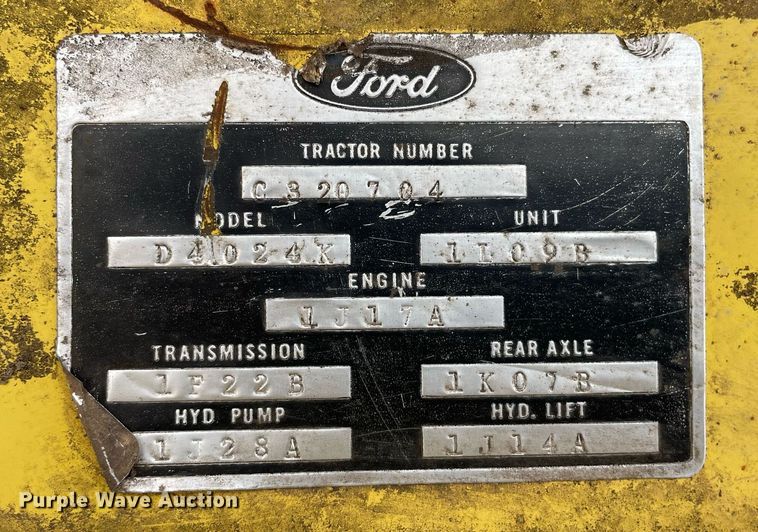 Ford
TRACTOR NUMBER
C320704
MODEL UNIT
D4024K 1L09B
ENGINE
1J17A
TRANSMISSION REAR AXLE
1F22B 1K07B
HYD PUMP HYD. LIFT
1J28A 1J14A
Purple Wave Auction